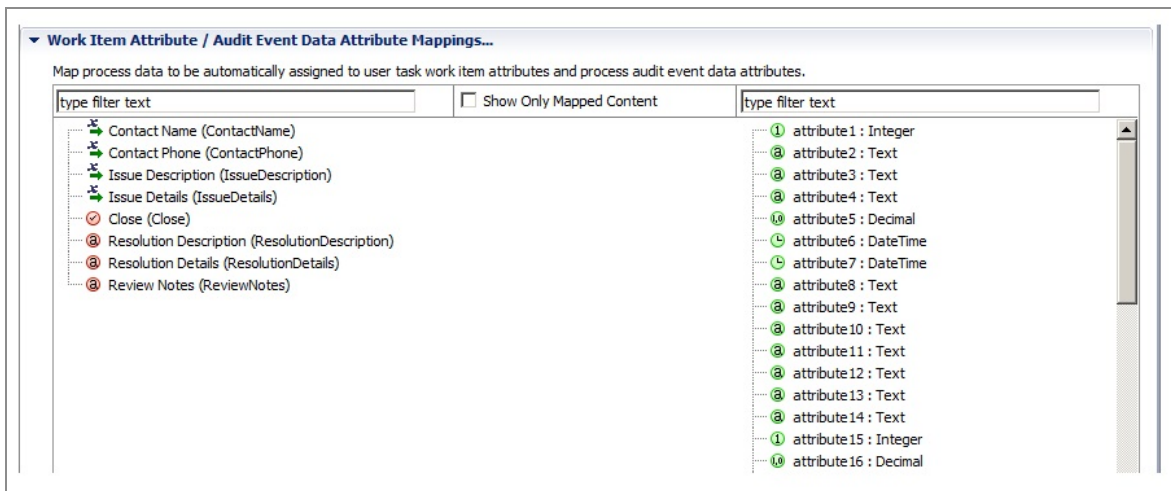 Work Item Attribute / Audit Event Data Attribute Mappings...
Map process data to be automatically assigned to user task work item attributes and process audit event data attributes.
type filter text
Show Only Mapped Content
type filter text
Contact Name (ContactName)
Contact Phone (ContactPhone)
Issue Description (IssueDescription)
Issue Details (IssueDetails)
Close (Close)
Resolution Description (ResolutionDescription)
Resolution Details (ResolutionDetails)
Review Notes (ReviewNotes)
attribute1 : Integer
attribute2 : Text
attribute3 : Text
attribute4 : Text
attribute5 : Decimal
attribute6 : DateTime
attribute7 : DateTime
attribute8 : Text
attribute9 : Text
attribute10 : Text
attribute11 : Text
attribute12 : Text
attribute13 : Text
attribute14 : Text
attribute15 : Integer
attribute16 : Decimal